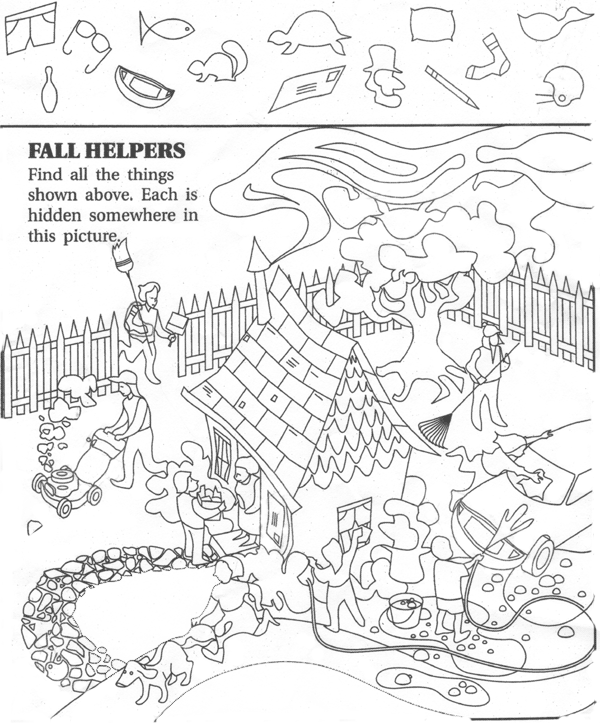 FALL HELPERS
Find all the things
shown above. Each is
hidden somewhere in
this picture.